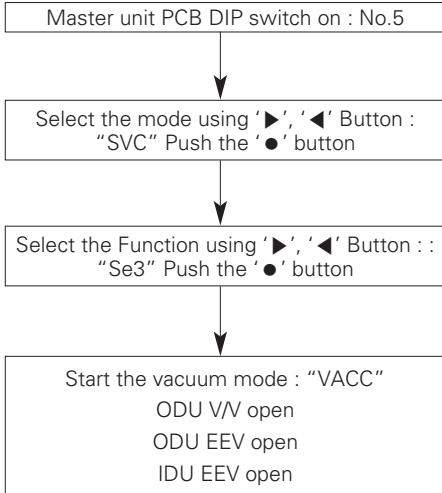 Master unit PCB DIP switch on : No.5
Select the mode using ‘▶’, ‘◀’ Button :
“SVC” Push the ‘●’ button
Select the Function using ‘▶’, ‘◀’ Button : :
“Se3” Push the ‘●’ button
Start the vacuum mode : “VACC”
ODU V/V open
ODU EEV open
IDU EEV open